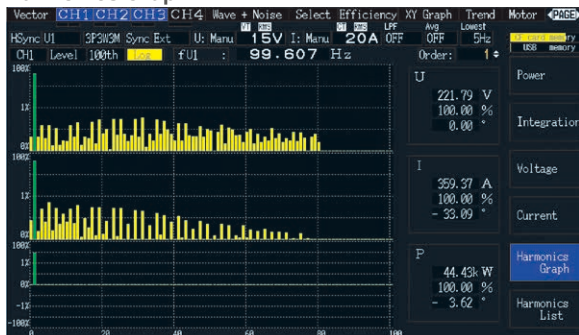 Vector CH1 CH2 CH3 CH4 Wave + Noise Select Efficiency XY Graph Trend Motor ◀PAGE
HSync U1 3P3W3M Sync Ext U: Manu 15V I: Manu 20A LPF OFF Avg OFF Lowest 5Hz
CF card memory
USB memory
CH1 Level 100th Log fU1 : 99.607 Hz Order: 1
100%
1%
0%
U
221.79 V
100.00 %
0.00 °
100%
1%
0%
I
359.37 A
100.00 %
- 33.09 °
100%
1%
0%
-1%
-100%
P
44.43k W
100.00 %
- 3.62 °
0 20 40 60 80 100
Power
Integration
Voltage
Current
Harmonics
Graph
Harmonics
List